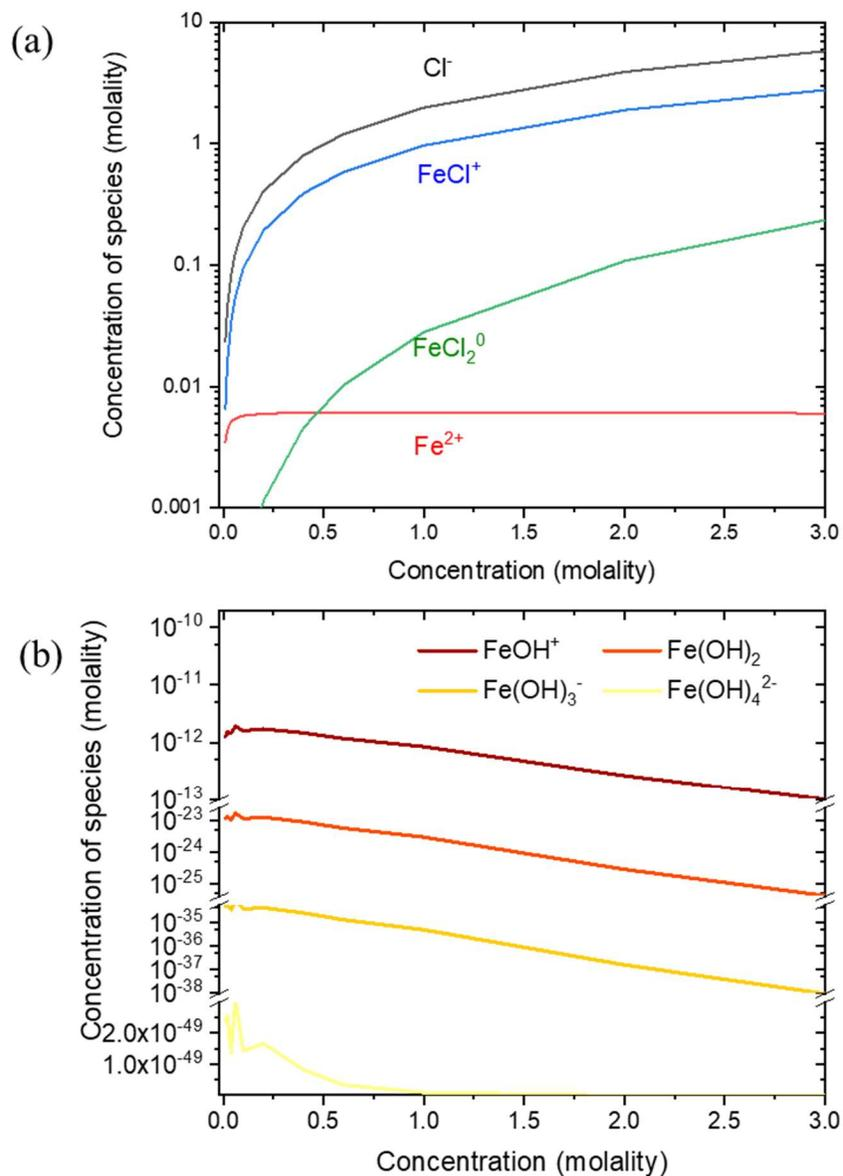 (a)
Concentration of species (molality)
10
1
0.1
0.01
0.001
Cl⁻
FeCl⁺
FeCl₂⁰
Fe²⁺
0.0 0.5 1.0 1.5 2.0 2.5 3.0
Concentration (molality)
(b)
Concentration of species (molality)
10⁻¹⁰
10⁻¹¹
10⁻¹²
10⁻¹³
10⁻²³
10⁻²⁴
10⁻²⁵
10⁻³⁵
10⁻³⁶
10⁻³⁷
10⁻³⁸
2.0x10⁻⁴⁹
1.0x10⁻⁴⁹
FeOH⁺ Fe(OH)₂
Fe(OH)₃⁻ Fe(OH)₄²⁻
0.0 0.5 1.0 1.5 2.0 2.5 3.0
Concentration (molality)